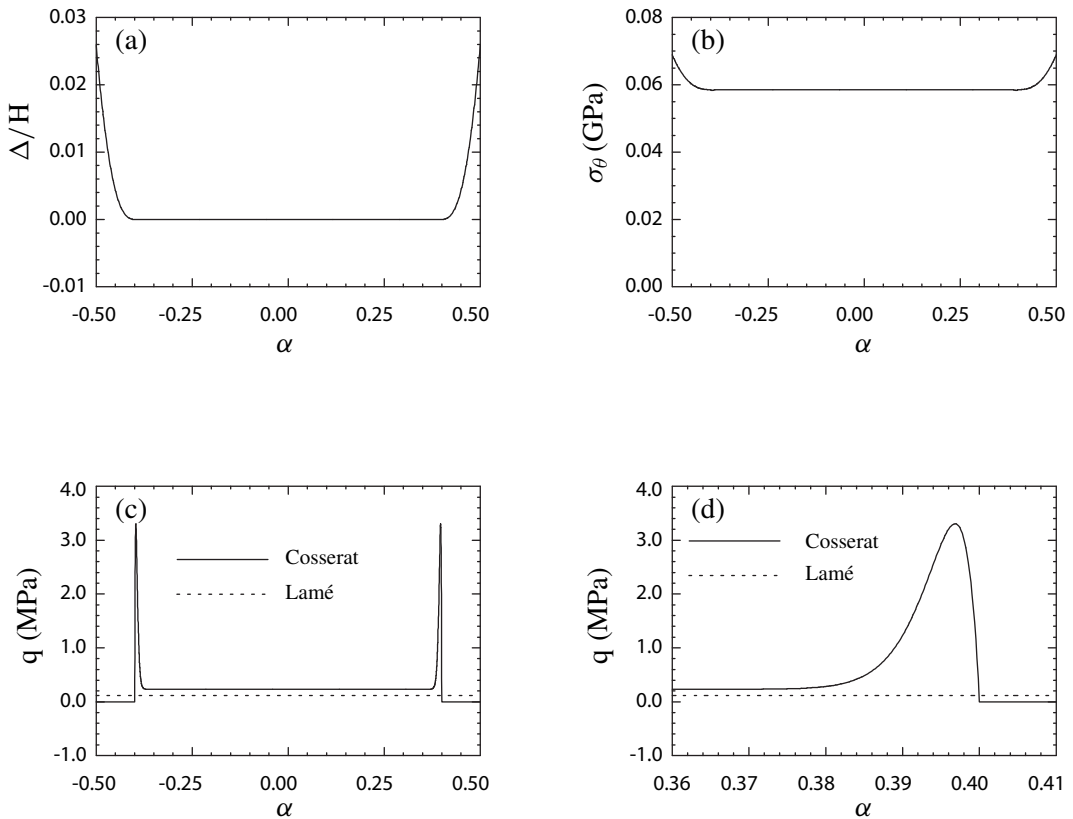 (a)
Δ/H
0.03
0.02
0.01
0.00
-0.01
-0.50
-0.25
0.00
0.25
0.50
α
(b)
σθ (GPa)
0.08
0.06
0.04
0.02
0.00
-0.50
-0.25
0.00
0.25
0.50
α
(c)
q (MPa)
4.0
3.0
2.0
1.0
0.0
-1.0
Cosserat
Lamé
-0.50
-0.25
0.00
0.25
0.50
α
(d)
q (MPa)
4.0
3.0
2.0
1.0
0.0
-1.0
Cosserat
Lamé
0.36
0.37
0.38
0.39
0.40
0.41
α